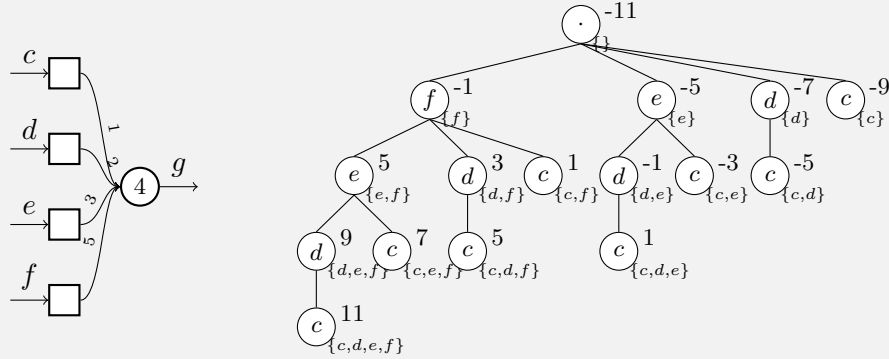 c
1
d
2
4
g
e
3
f
5
· -11
{}
f -1
{f}
e -5
{e}
d -7
{d}
c -9
{c}
e 5
{e,f}
d 3
{d,f}
c 1
{c,f}
d -1
{d,e}
c -3
{c,e}
c -5
{c,d}
d 9
{d,e,f}
c 7
{c,e,f}
c 5
{c,d,f}
c 1
{c,d,e}
c 11
{c,d,e,f}